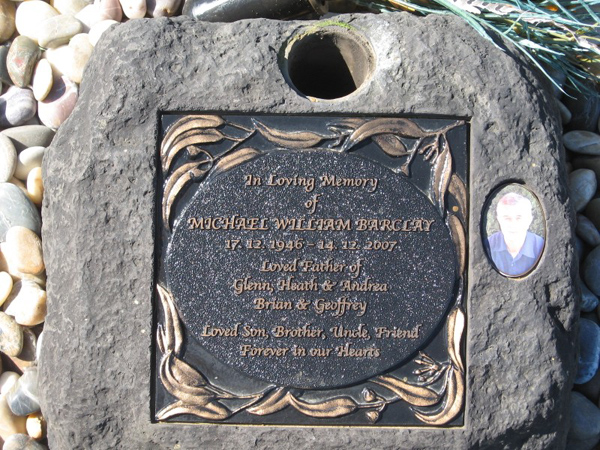 In Loving Memory
of
MICHAEL WILLIAM BARCLAY
17. 12. 1946 - 14. 12. 2007
Loved Father of
Glenn, Heath & Andrea
Brian & Geoffrey
Loved Son, Brother, Uncle, Friend
Forever in our Hearts